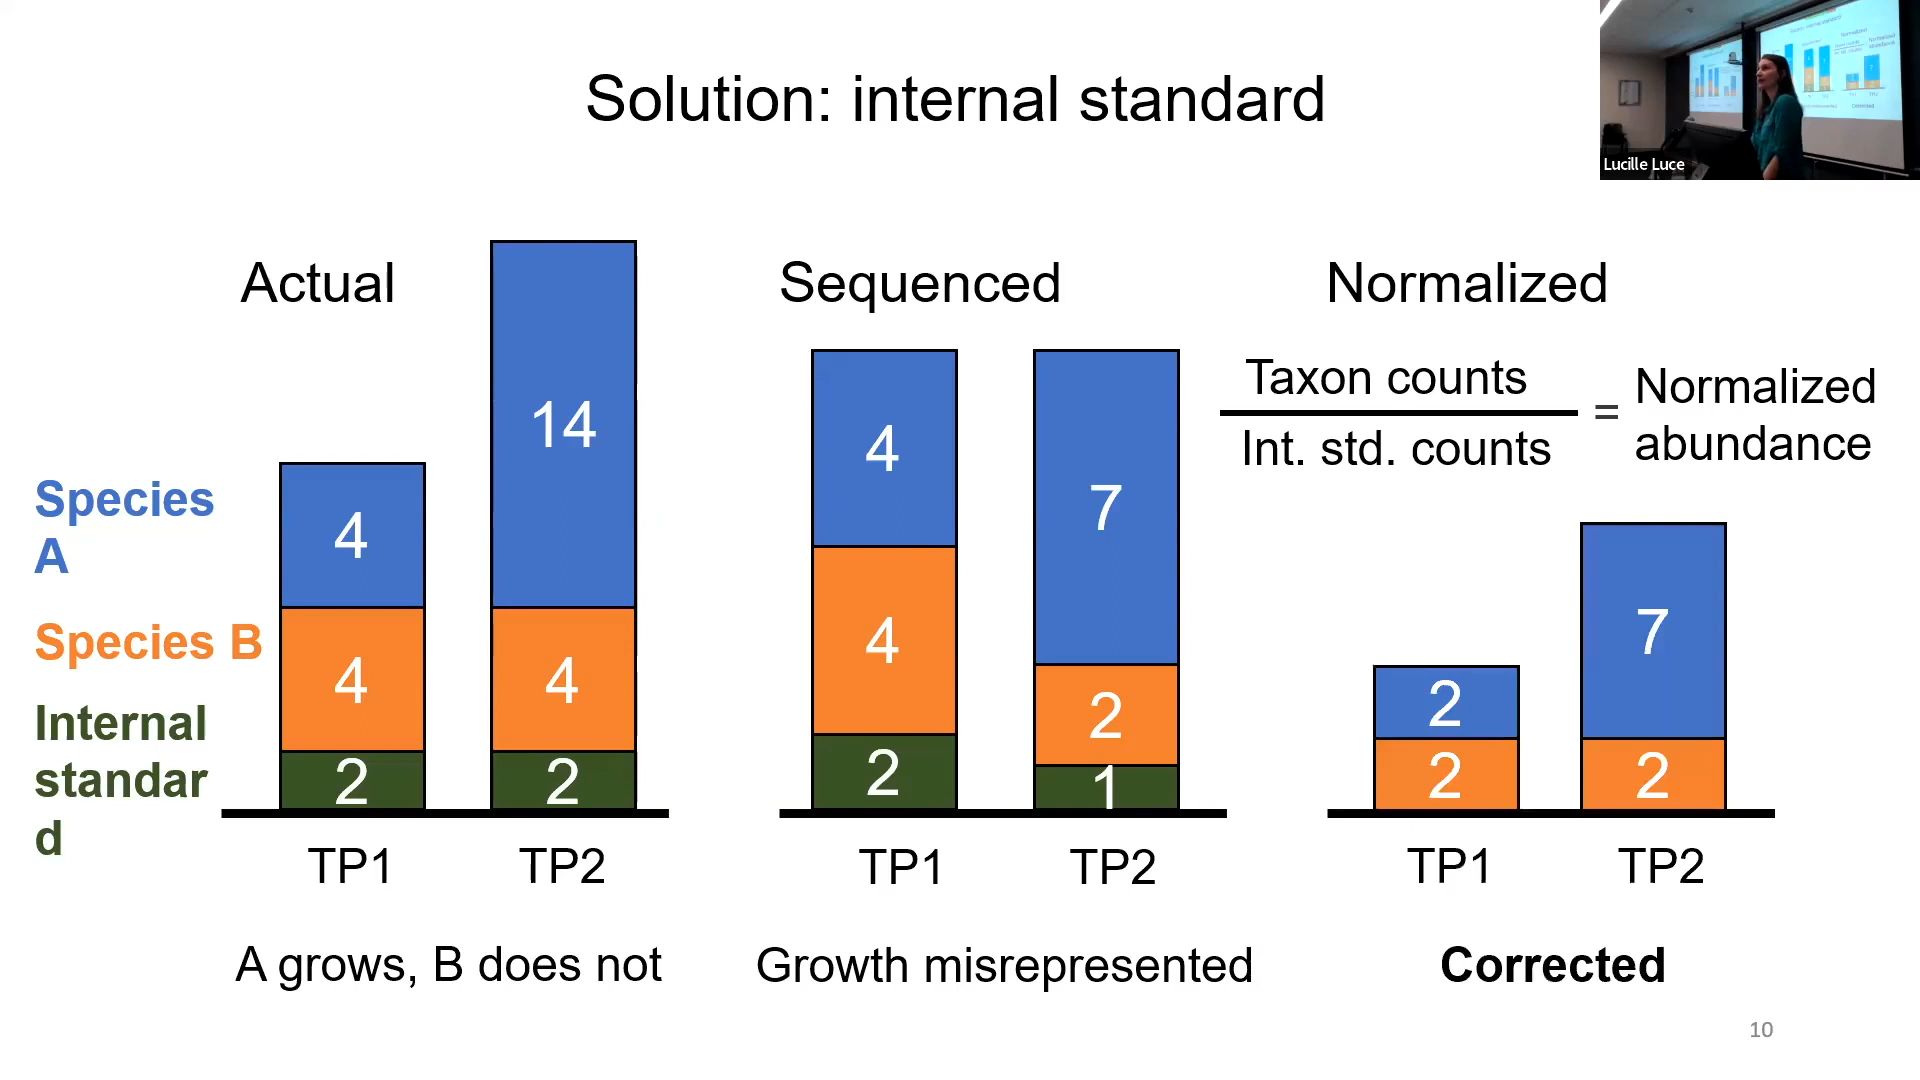 Solution: internal standard
Lucille Luce
Actual
Sequenced
Normalized
Taxon counts
Int. std. counts
=
Normalized
abundance
Species
A
Species B
Internal
standar
d
14
4
4
4
2
2
4
7
4
2
2
1
2
7
2
2
TP1
TP2
TP1
TP2
TP1
TP2
A grows, B does not
Growth misrepresented
Corrected
10